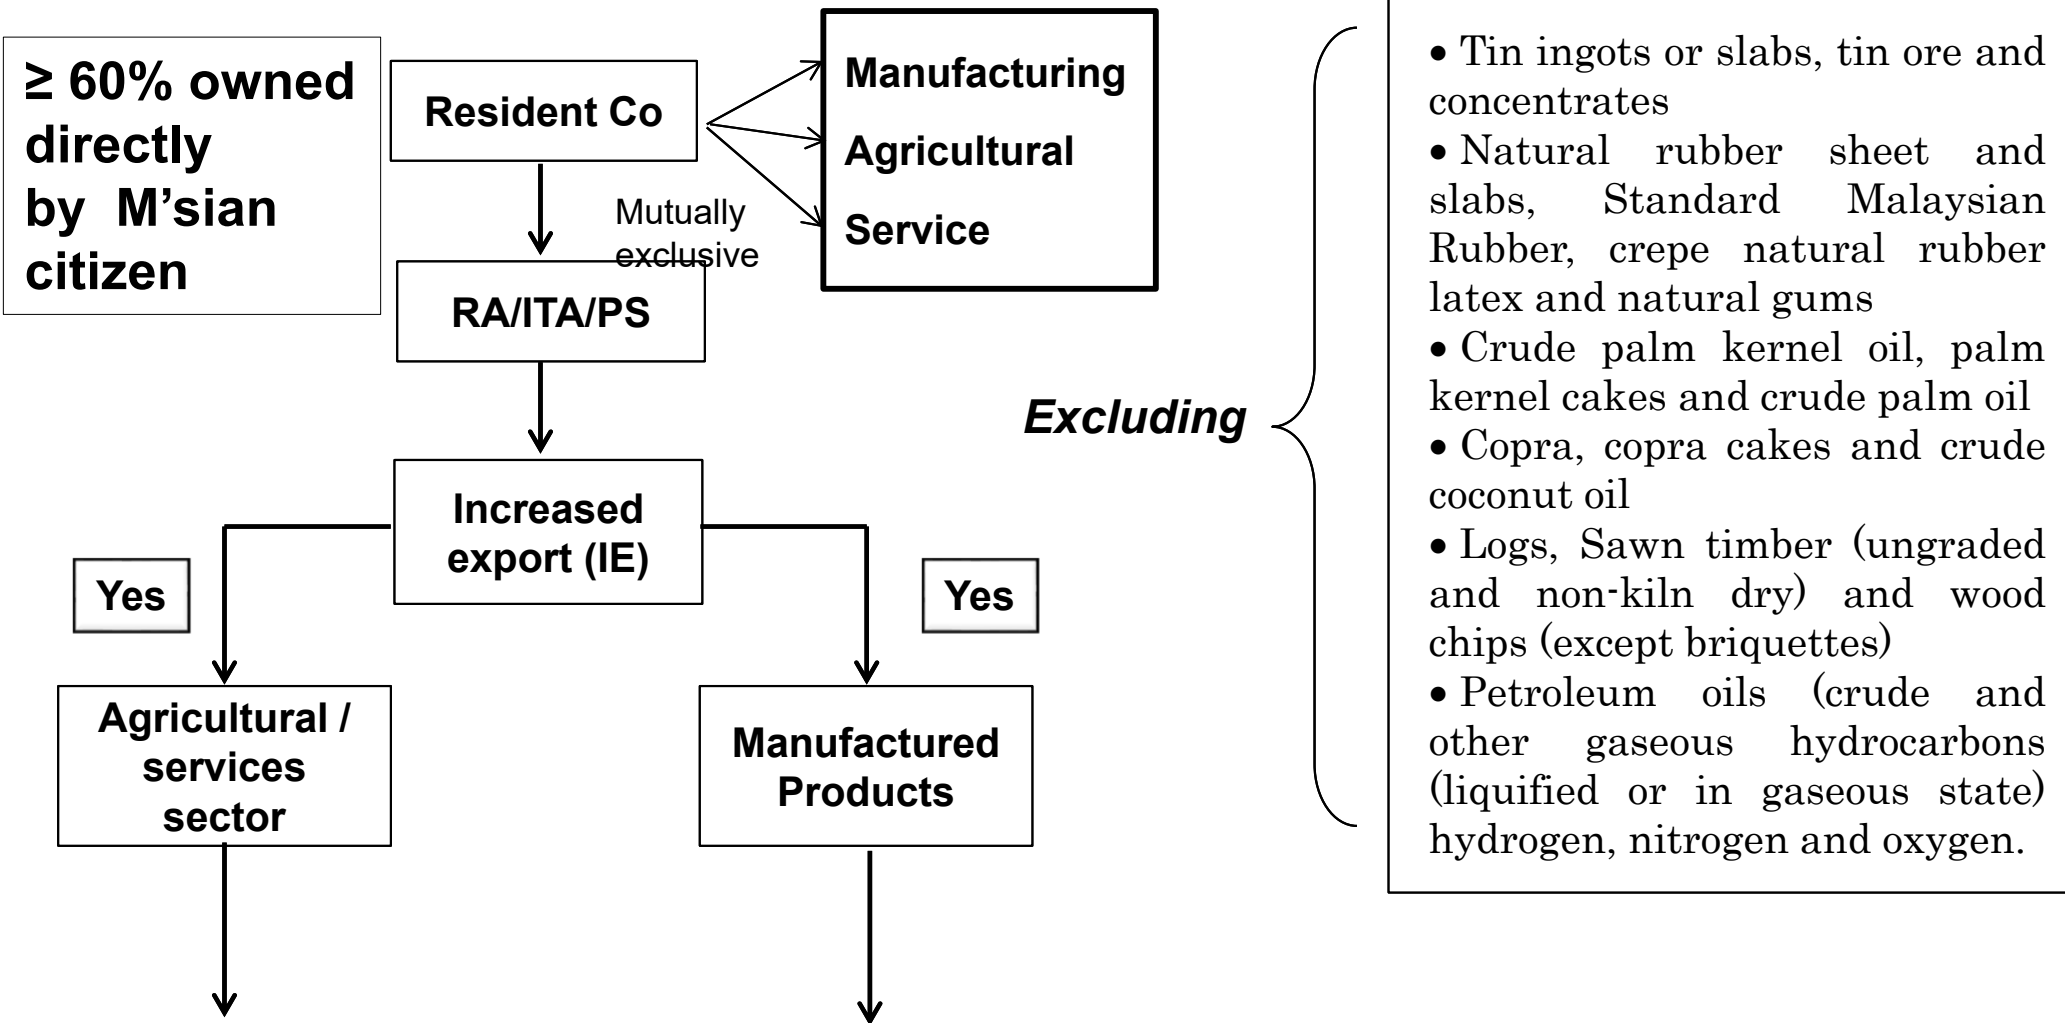 ≥ 60% owned
directly
by M'sian
citizen
Resident Co
Manufacturing
Agricultural
Service
Mutually
exclusive
RA/ITA/PS
Increased
export (IE)
Yes
Yes
Agricultural /
services
sector
Manufactured
Products
Excluding
• Tin ingots or slabs, tin ore and
concentrates
• Natural rubber sheet and
slabs, Standard Malaysian
Rubber, crepe natural rubber
latex and natural gums
• Crude palm kernel oil, palm
kernel cakes and crude palm oil
• Copra, copra cakes and crude
coconut oil
• Logs, Sawn timber (ungraded
and non-kiln dry) and wood
chips (except briquettes)
• Petroleum oils (crude and
other gaseous hydrocarbons
(liquified or in gaseous state)
hydrogen, nitrogen and oxygen.